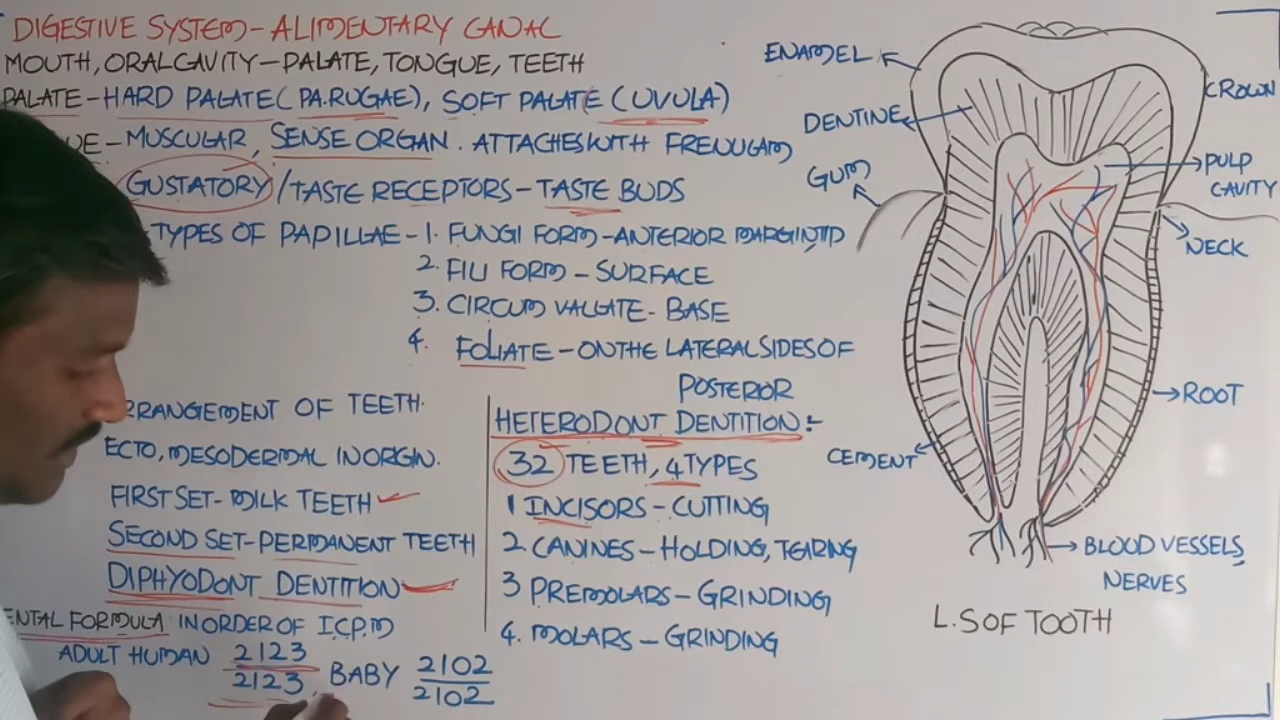 DIGESTIVE SYSTEM-ALIMENTARY CANAL
MOUTH, ORAL CAVITY-PALATE, TONGUE, TEETH
PALATE-HARD PALATE(PA.RUGAE), SOFT PALATE (UVULA)
UE-MUSCULAR, SENSE ORGAN. ATTACHES WITH FRENUGAM
GUSTATORY/TASTE RECEPTORS-TASTE BUDS
TYPES OF PAPILLAE-1. FUNGI FORM-ANTERIOR MARGIN,TIP
2. FILI FORM-SURFACE
3. CIRCUM VALLATE-BASE
4. FOLIATE-ON THE LATERAL SIDES OF
POSTERIOR
RRANGEMENT OF TEETH.
ECTO, MESODERMAL IN ORIGIN.
FIRST SET-MILK TEETH
SECOND SET-PERMANENT TEETH
DIPHYODONT DENTITION
ENTAL FORMULA IN ORDER OF I.C.P.M
ADULT HUMAN 2123
2123, BABY 2102
2102
HETERODONT DENTITION:-
32 TEETH, 4 TYPES
1 INCISORS-CUTTING
2. CANINES-HOLDING, TEARING
3 PREMOLARS-GRINDING
4. MOLARS-GRINDING
ENAMEL
DENTINE
GUM
CEMENT
CROWN
PULP
CAVITY
NECK
ROOT
BLOOD VESSELS,
NERVES
L.S OF TOOTH